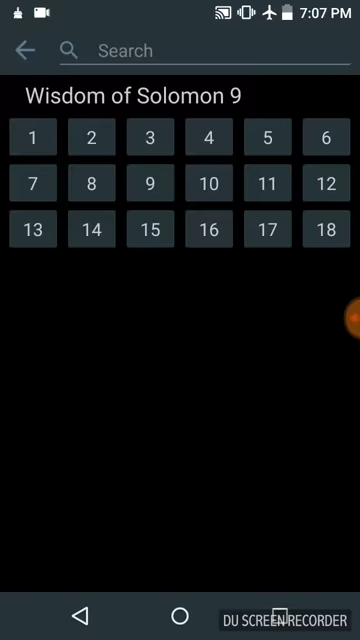 7:07 PM
Search
Wisdom of Solomon 9
1 2 3 4 5 6
7 8 9 10 11 12
13 14 15 16 17 18
DU SCREEN RECORDER